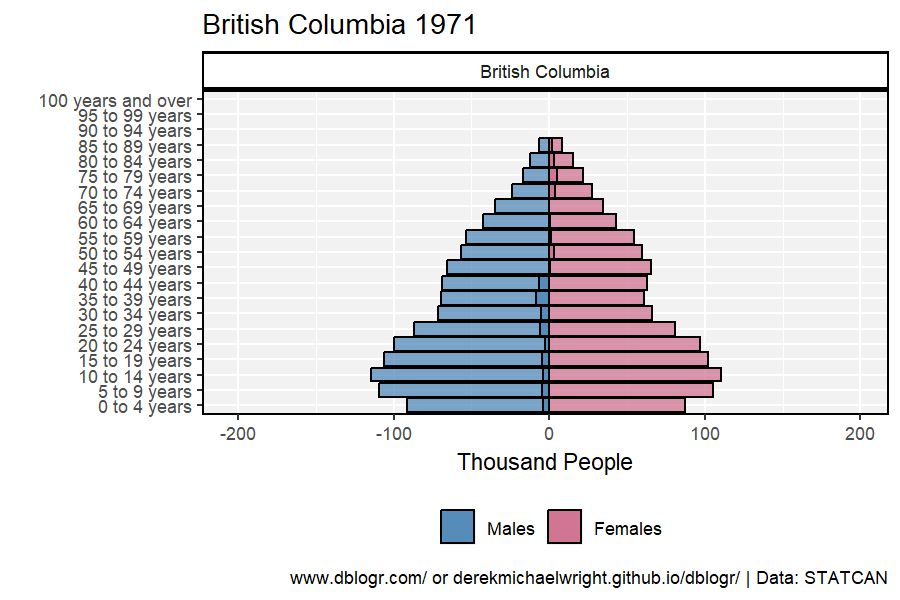 British Columbia 1971
British Columbia
100 years and over
95 to 99 years
90 to 94 years
85 to 89 years
80 to 84 years
75 to 79 years
70 to 74 years
65 to 69 years
60 to 64 years
55 to 59 years
50 to 54 years
45 to 49 years
40 to 44 years
35 to 39 years
30 to 34 years
25 to 29 years
20 to 24 years
15 to 19 years
10 to 14 years
5 to 9 years
0 to 4 years
-200 -100 0 100 200
Thousand People
Males Females
www.dblogr.com/ or derekmichaelwright.github.io/dblogr/ | Data: STATCAN